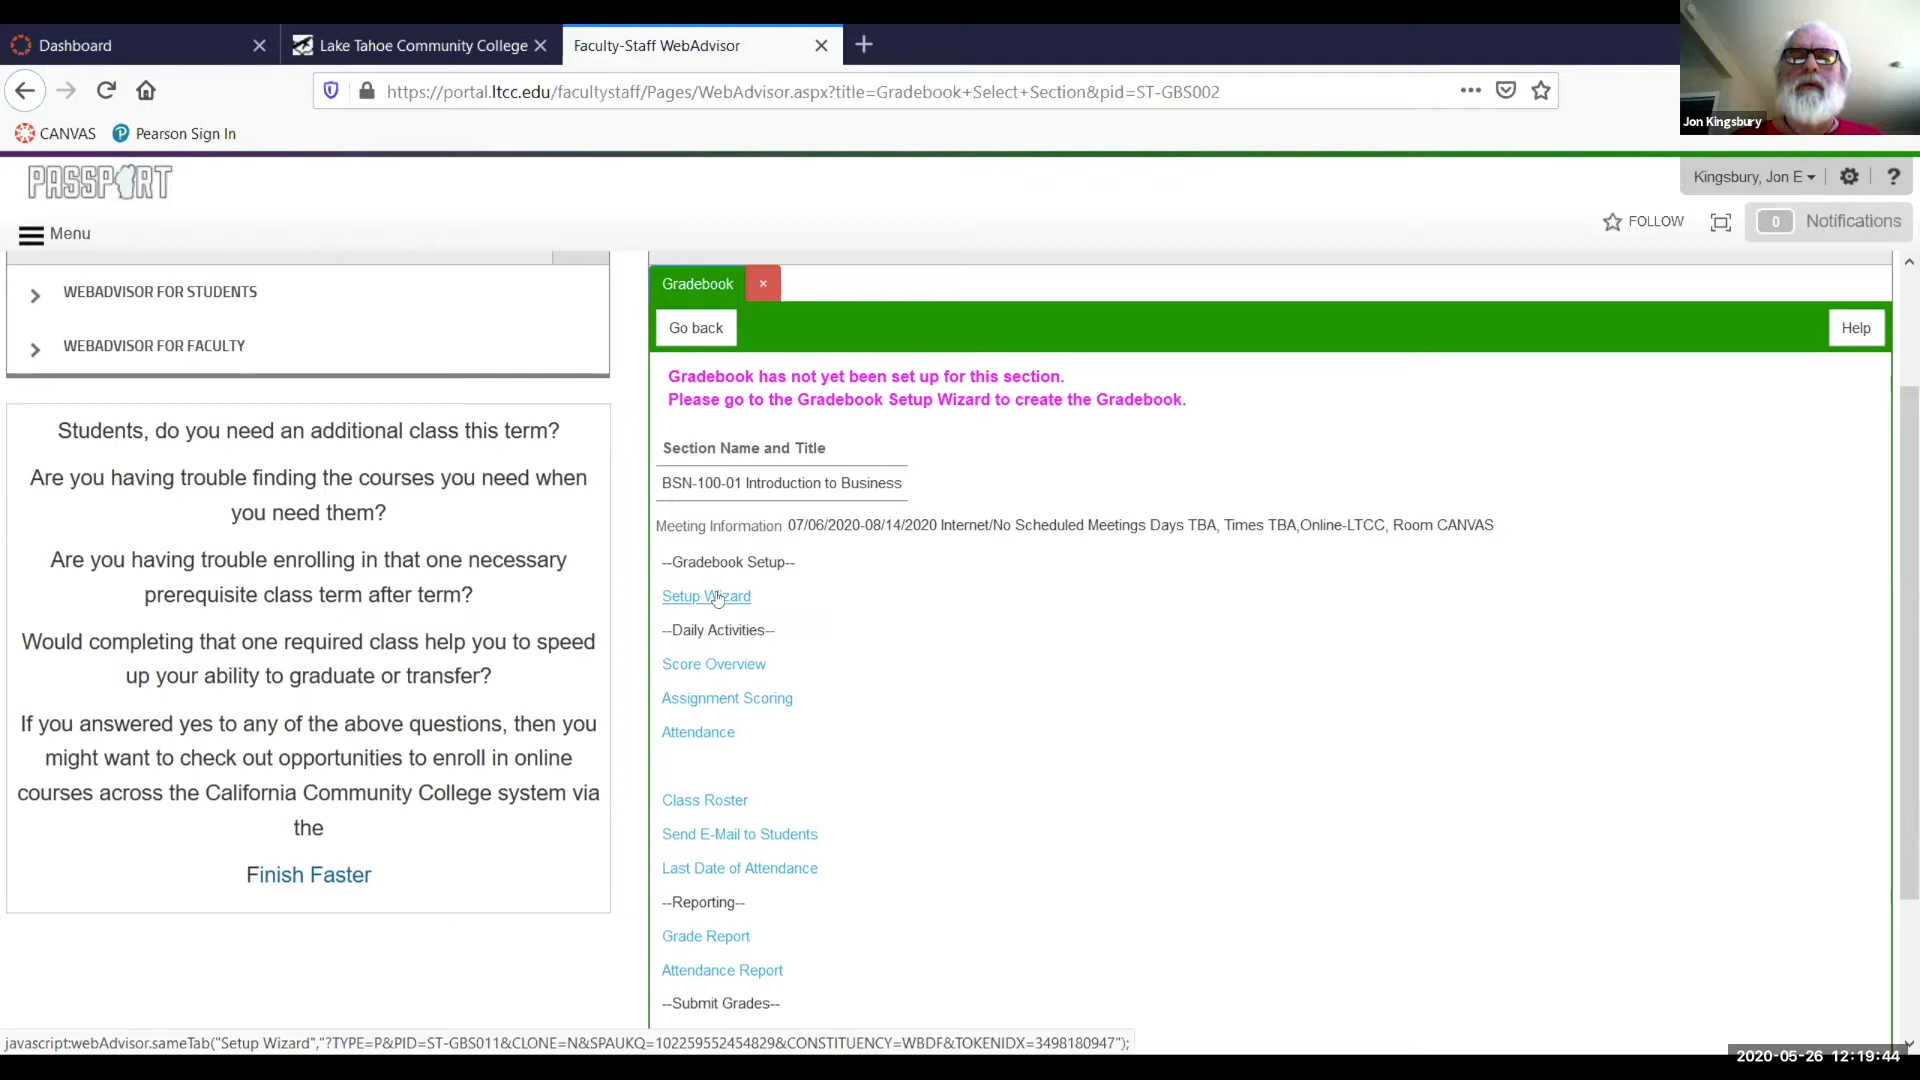 Dashboard
Lake Tahoe Community College
Faculty-Staff WebAdvisor
https://portal.ltcc.edu/facultystaff/Pages/WebAdvisor.aspx?title=Gradebook+Select+Section&pid=ST-GBS002
CANVAS
Pearson Sign In
Jon Kingsbury
PASSPORT
Kingsbury, Jon E
?
Menu
FOLLOW
0
Notifications
WEBADVISOR FOR STUDENTS
WEBADVISOR FOR FACULTY
Students, do you need an additional class this term?
Are you having trouble finding the courses you need when
you need them?
Are you having trouble enrolling in that one necessary
prerequisite class term after term?
Would completing that one required class help you to speed
up your ability to graduate or transfer?
If you answered yes to any of the above questions, then you
might want to check out opportunities to enroll in online
courses across the California Community College system via
the
Finish Faster
Gradebook
×
Go back
Help
Gradebook has not yet been set up for this section.
Please go to the Gradebook Setup Wizard to create the Gradebook.
Section Name and Title
BSN-100-01 Introduction to Business
Meeting Information 07/06/2020-08/14/2020 Internet/No Scheduled Meetings Days TBA, Times TBA,Online-LTCC, Room CANVAS
--Gradebook Setup--
Setup Wizard
--Daily Activities--
Score Overview
Assignment Scoring
Attendance
Class Roster
Send E-Mail to Students
Last Date of Attendance
--Reporting--
Grade Report
Attendance Report
--Submit Grades--
javascript:webAdvisor.sameTab("Setup Wizard","?TYPE=P&PID=ST-GBS011&CLONE=N&SPAUKQ=102259552454829&CONSTITUENCY=WBDF&TOKENIDX=3498180947");
2020-05-26 12:19:44